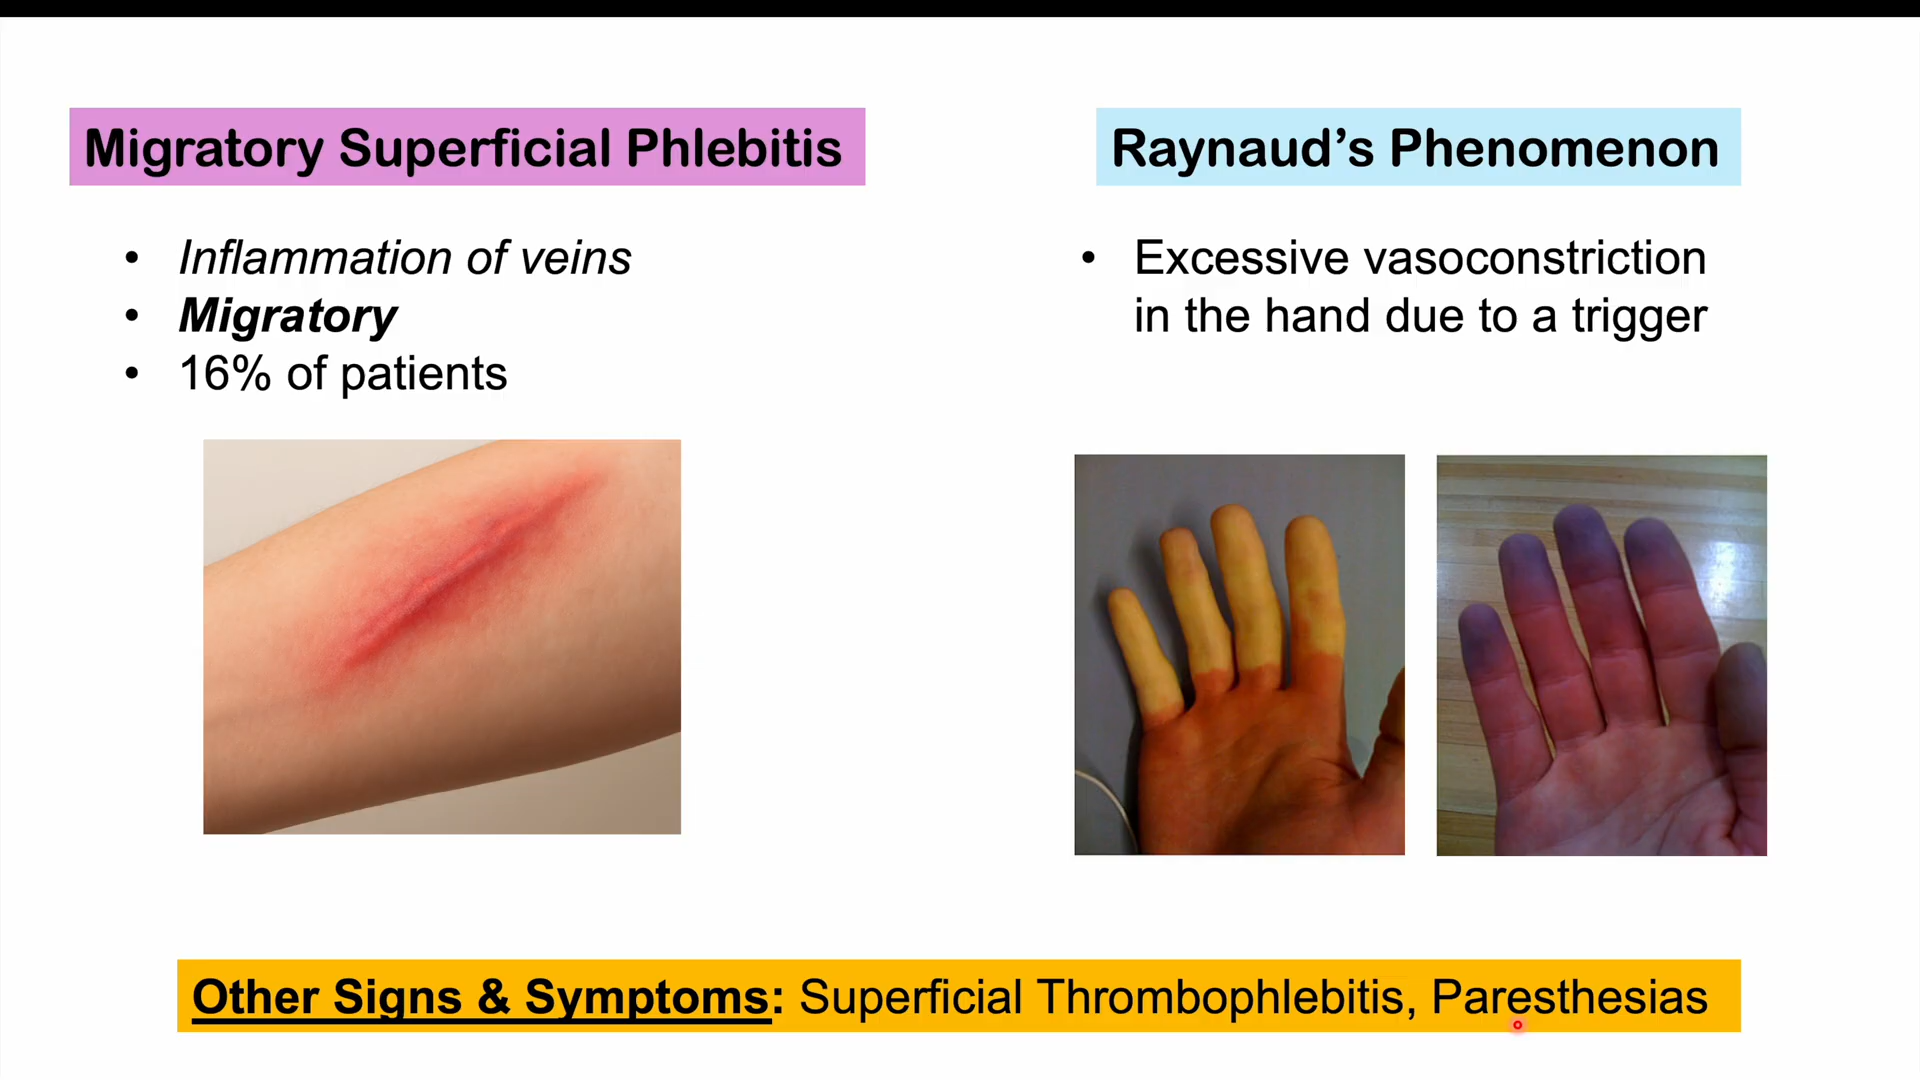 Migratory Superficial Phlebitis
• Inflammation of veins
• Migratory
• 16% of patients
Raynaud’s Phenomenon
• Excessive vasoconstriction
in the hand due to a trigger
Other Signs & Symptoms: Superficial Thrombophlebitis, Paresthesias